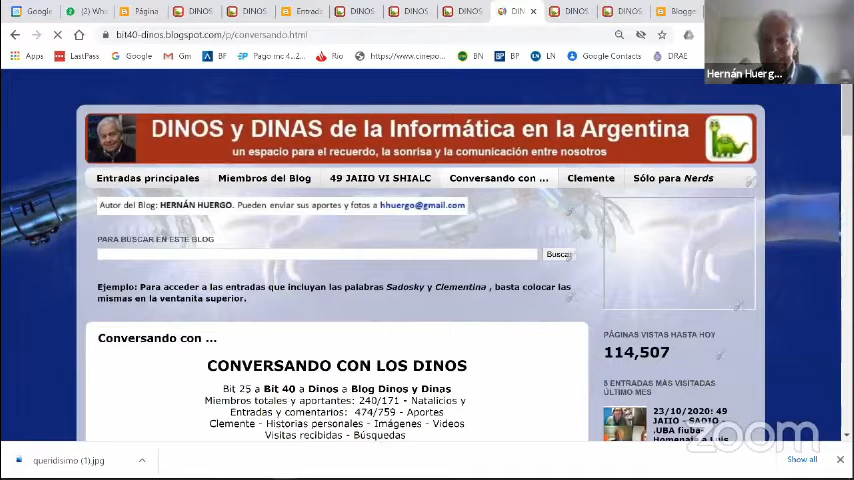 Google
(2) Wha
Página
DINOS
DINOS
Entrada
DINOS
DINOS
DINOS
DIN
DINOS
DINOS
Blogge
bit40-dinos.blogspot.com/p/conversando.html
Apps
LastPass
Google
Gm
BF
Pago mc 4...2
Río
https://www.cinepo...
BN
BP
LN
Google Contacts
DRAE
Hernán Huerg...
DINOS y DINAS de la Informática en la Argentina
un espacio para el recuerdo, la sonrisa y la comunicación entre nosotros
Entradas principales
Miembros del Blog
49 JAIIO VI SHIALC
Conversando con ...
Clemente
Sólo para Nerds
Autor del Blog: HERNÁN HUERGO. Pueden enviar sus aportes y fotos a hhuergo@gmail.com
PARA BUSCAR EN ESTE BLOG
Buscar
Ejemplo: Para acceder a las entradas que incluyan las palabras Sadosky y Clementina , basta colocar las
mismas en la ventanita superior.
Conversando con ...
CONVERSANDO CON LOS DINOS
Bit 25 a Bit 40 a Dinos a Blog Dinos y Dinas
Miembros totales y aportantes: 240/171 - Natalicios y
Entradas y comentarios: 474/759 - Aportes
Clemente - Historias personales - Imágenes - Videos
Visitas recibidas - Búsquedas
PÁGINAS VISTAS HASTA HOY
114,507
5 ENTRADAS MÁS VISITADAS
ÚLTIMO MES
23/10/2020: 49
JAIIO - SADIO -
.UBA fiuba-
Homenaje a Luis
zoom
queridisimo (1).jpg
Show all